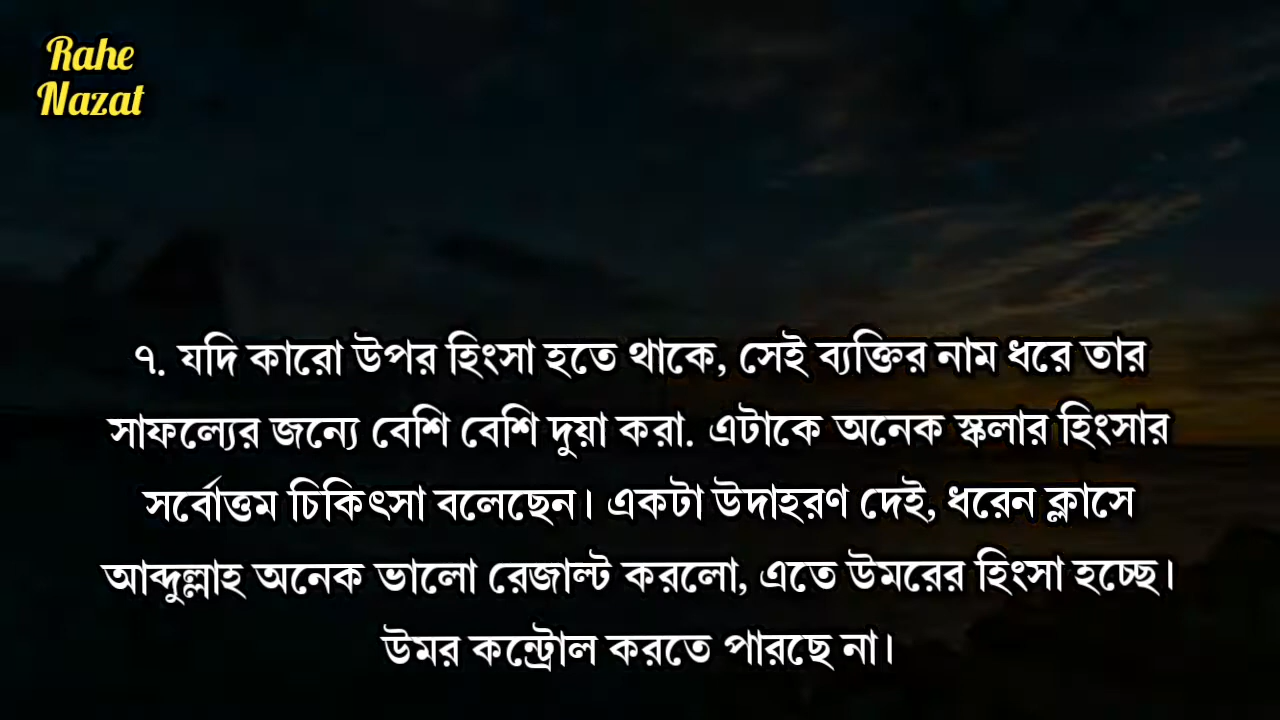 Rahe
Nazat
৭. যদি কারো উপর হিংসা হতে থাকে, সেই ব্যক্তির নাম ধরে তার
সাফল্যের জন্যে বেশি বেশি দুয়া করা. এটাকে অনেক স্কলার হিংসার
সর্বোত্তম চিকিৎসা বলেছেন। একটা উদাহরণ দেই, ধরেন ক্লাসে
আব্দুল্লাহ অনেক ভালো রেজাল্ট করলো, এতে উমরের হিংসা হচ্ছে।
উমর কন্ট্রোল করতে পারছে না।